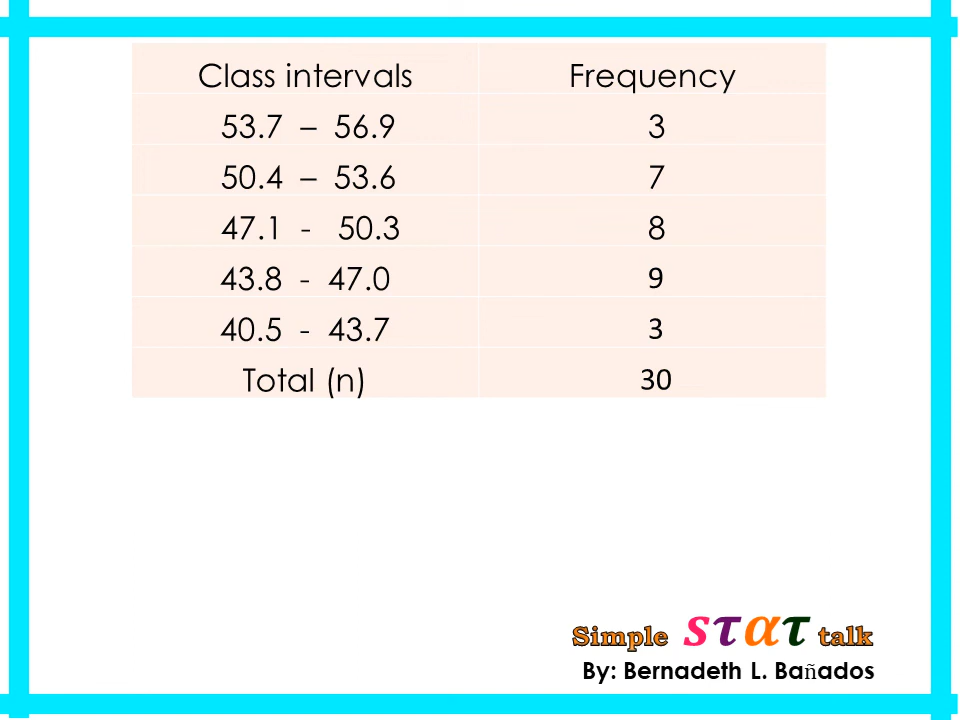 Class intervals Frequency
53.7 – 56.9 3
50.4 – 53.6 7
47.1 - 50.3 8
43.8 - 47.0 9
40.5 - 43.7 3
Total (n) 30
Simple sτατ talk
By: Bernadeth L. Bañados